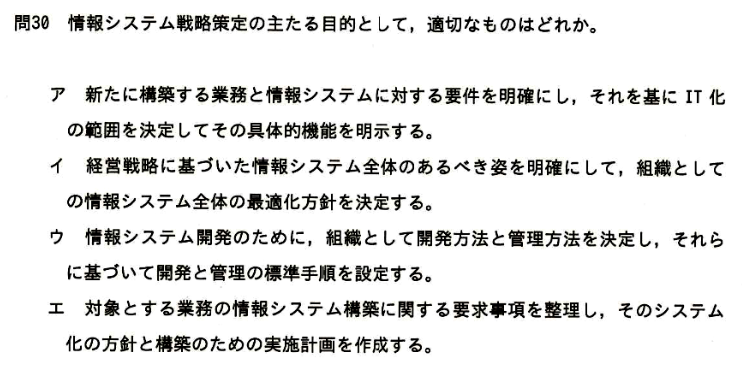 問30 情報システム戦略策定の主たる目的として，適切なものはどれか。
ア 新たに構築する業務と情報システムに対する要件を明確にし，それを基に IT 化
の範囲を決定してその具体的機能を明示する。
イ 経営戦略に基づいた情報システム全体のあるべき姿を明確にして，組織として
の情報システム全体の最適化方針を決定する。
ウ 情報システム開発のために，組織として開発方法と管理方法を決定し，それら
に基づいて開発と管理の標準手順を設定する。
エ 対象とする業務の情報システム構築に関する要求事項を整理し，そのシステム
化の方針と構築のための実施計画を作成する。